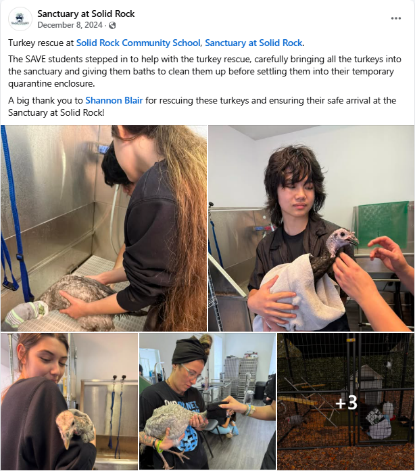 Sanctuary at Solid Rock
December 8, 2024 ·
Turkey rescue at Solid Rock Community School, Sanctuary at Solid Rock.
The SAVE students stepped in to help with the turkey rescue, carefully bringing all the turkeys into
the sanctuary and giving them baths to clean them up before settling them into their temporary
quarantine enclosure.
A big thank you to Shannon Blair for rescuing these turkeys and ensuring their safe arrival at the
Sanctuary at Solid Rock!
+3